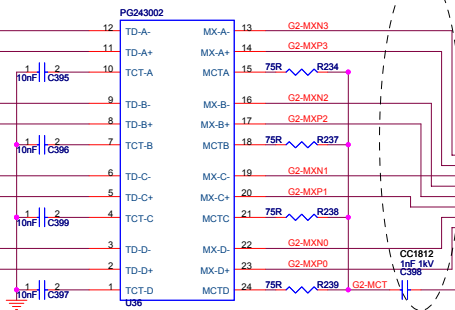 PG243002
12 TD-A- MX-A- 13 G2-MXN3
11 TD-A+ MX-A+ 14 G2-MXP3
1 2 10 TCT-A MCTA 15 75R R234
10nF C395
9 TD-B- MX-B- 16 G2-MXN2
8 TD-B+ MX-B+ 17 G2-MXP2
1 2 7 TCT-B MCTB 18 75R R237
10nF C396
6 TD-C- MX-C- 19 G2-MXN1
5 TD-C+ MX-C+ 20 G2-MXP1
1 2 4 TCT-C MCTC 21 75R R238
10nF C399
3 TD-D- MX-D- 22 G2-MXN0
CC1812
2 TD-D+ MX-D+ 23 G2-MXP0 1nF 1kV
C398
1 2 1 TCT-D MCTD 24 75R R239 G2-MCT
10nF C397
U36